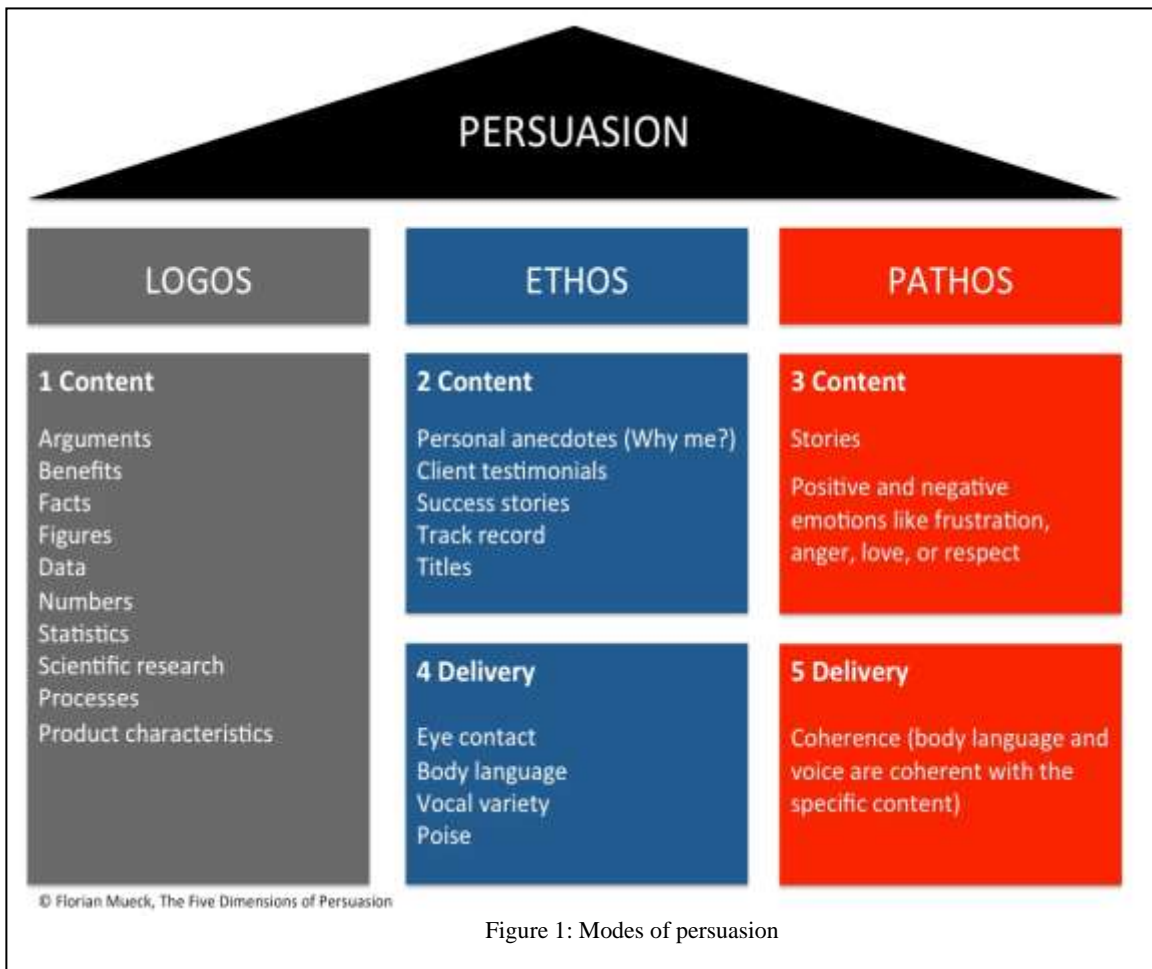 PERSUASION
LOGOS
ETHOS
PATHOS
1 Content
Arguments
Benefits
Facts
Figures
Data
Numbers
Statistics
Scientific research
Processes
Product characteristics
2 Content
Personal anecdotes (Why me?)
Client testimonials
Success stories
Track record
Titles
4 Delivery
Eye contact
Body language
Vocal variety
Poise
3 Content
Stories
Positive and negative
emotions like frustration,
anger, love, or respect
5 Delivery
Coherence (body language and
voice are coherent with the
specific content)
© Florian Mueck, The Five Dimensions of Persuasion
Figure 1: Modes of persuasion